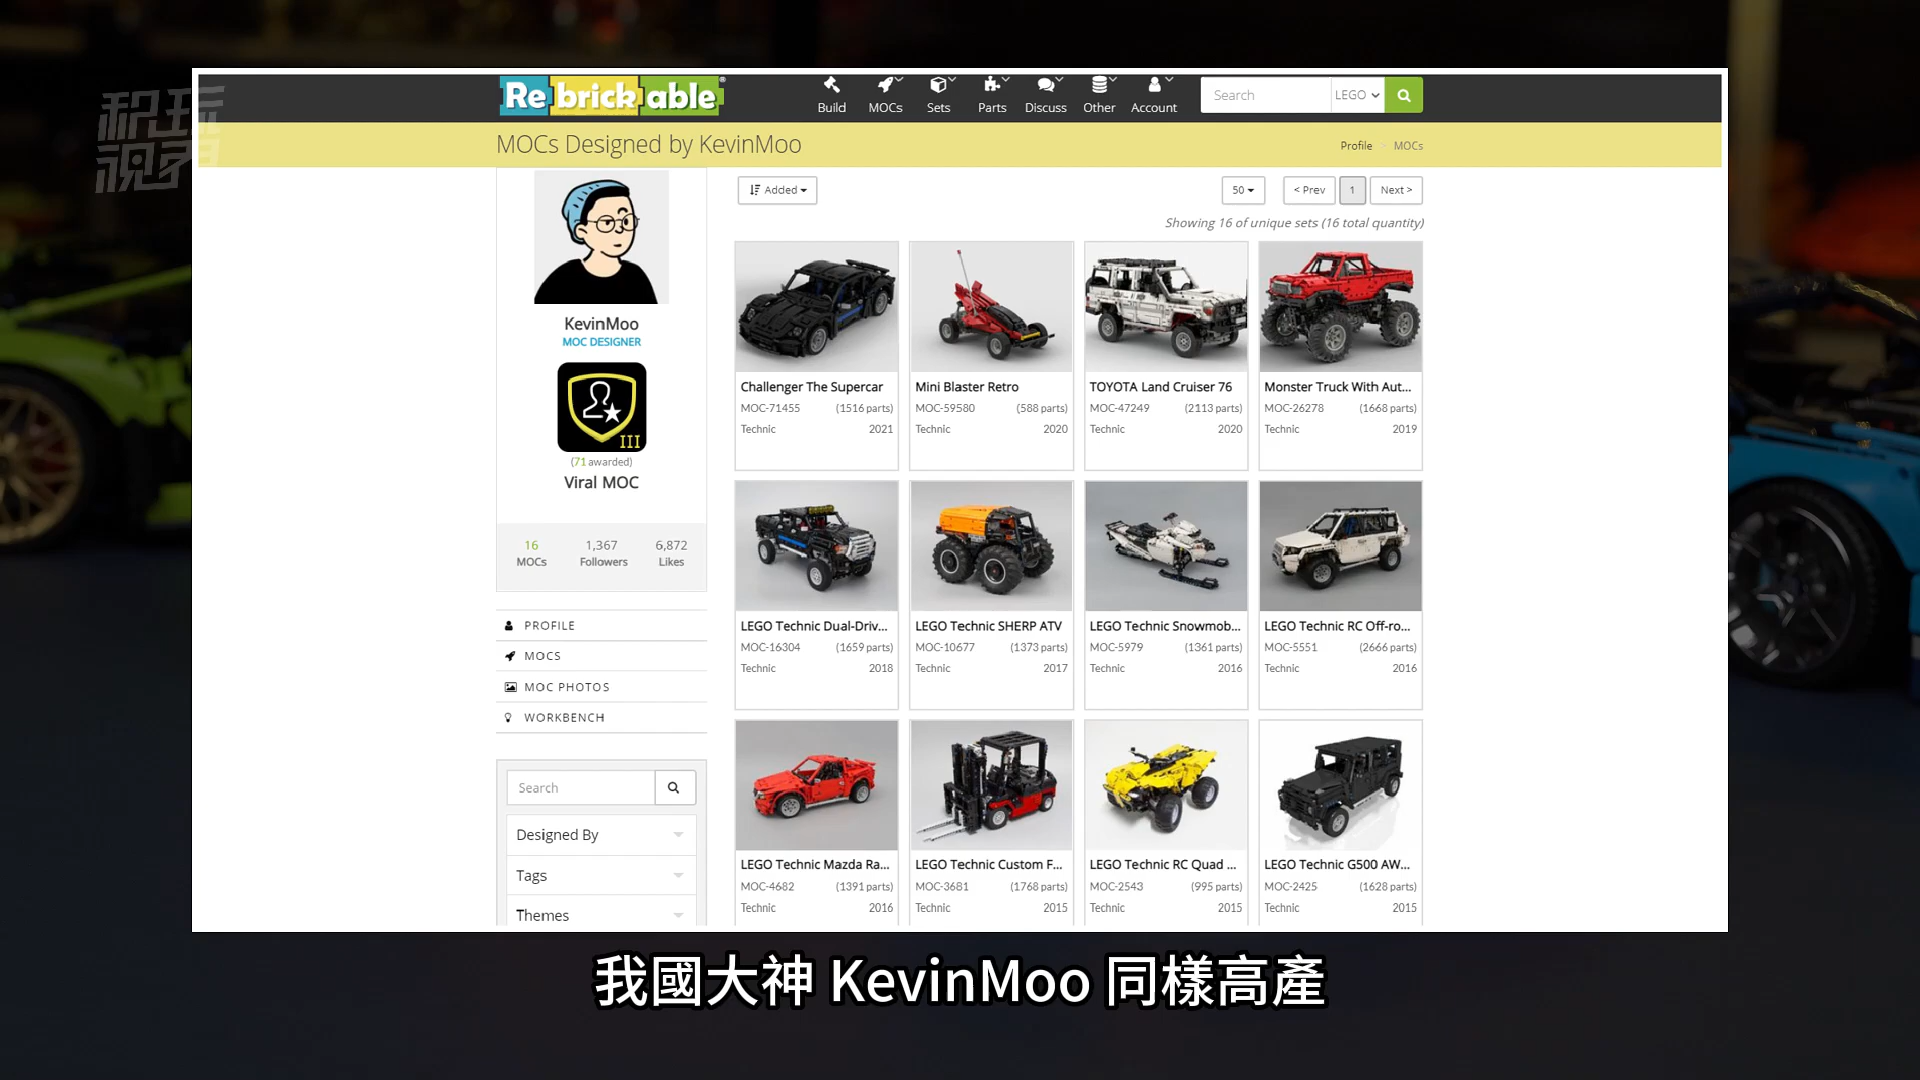 积玩
视界
Rebrickable®
Build
MOCs
Sets
Parts
Discuss
Other
Account
Search
LEGO
MOCs Designed by KevinMoo
Profile > MOCs
KevinMoo
MOC DESIGNER
III
(71 awarded)
Viral MOC
16
MOCs
1,367
Followers
6,872
Likes
PROFILE
MOCS
MOC PHOTOS
WORKBENCH
Search
Designed By
Tags
Themes
Added
50
< Prev
1
Next >
Showing 16 of unique sets (16 total quantity)
Challenger The Supercar
MOC-71455 (1516 parts)
Technic 2021
Mini Blaster Retro
MOC-59580 (588 parts)
Technic 2020
TOYOTA Land Cruiser 76
MOC-47249 (2113 parts)
Technic 2020
Monster Truck With Aut...
MOC-26278 (1668 parts)
Technic 2019
LEGO Technic Dual-Driv...
MOC-16304 (1659 parts)
Technic 2018
LEGO Technic SHERP ATV
MOC-10677 (1373 parts)
Technic 2017
LEGO Technic Snowmob...
MOC-5979 (1361 parts)
Technic 2016
LEGO Technic RC Off-ro...
MOC-5551 (2666 parts)
Technic 2016
LEGO Technic Mazda Ra...
MOC-4682 (1391 parts)
Technic 2016
LEGO Technic Custom F...
MOC-3681 (1768 parts)
Technic 2015
LEGO Technic RC Quad ...
MOC-2543 (995 parts)
Technic 2015
LEGO Technic G500 AW...
MOC-2425 (1628 parts)
Technic 2015
我國大神 KevinMoo 同樣高產